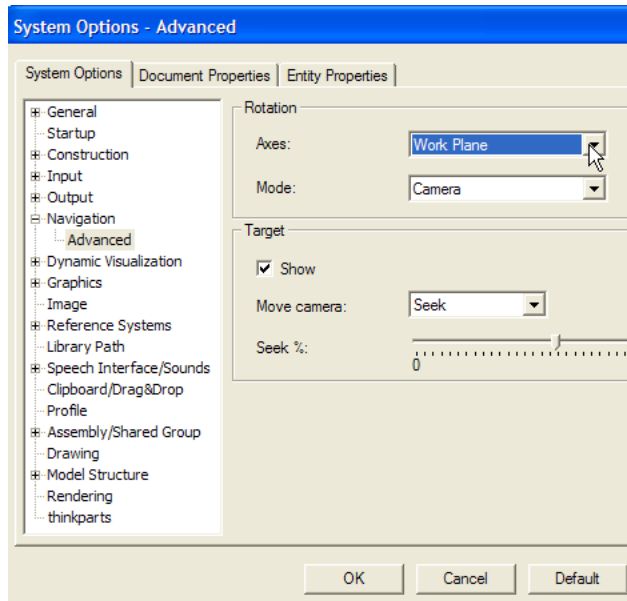 System Options - Advanced
System Options Document Properties Entity Properties
General
Startup
Construction
Input
Output
Navigation
Advanced
Dynamic Visualization
Graphics
Image
Reference Systems
Library Path
Speech Interface/Sounds
Clipboard/Drag&Drop
Profile
Assembly/Shared Group
Drawing
Model Structure
Rendering
thinkparts
Rotation
Axes: Work Plane
Mode: Camera
Target
Show
Move camera: Seek
Seek %:
0
OK Cancel Default